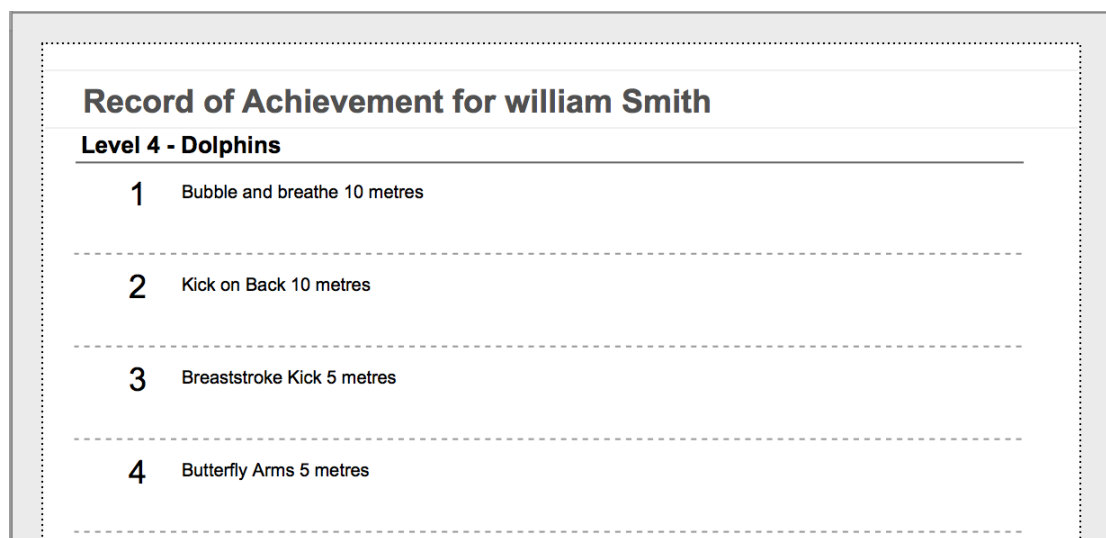 Record of Achievement for william Smith
Level 4 - Dolphins
1 Bubble and breathe 10 metres
2 Kick on Back 10 metres
3 Breaststroke Kick 5 metres
4 Butterfly Arms 5 metres